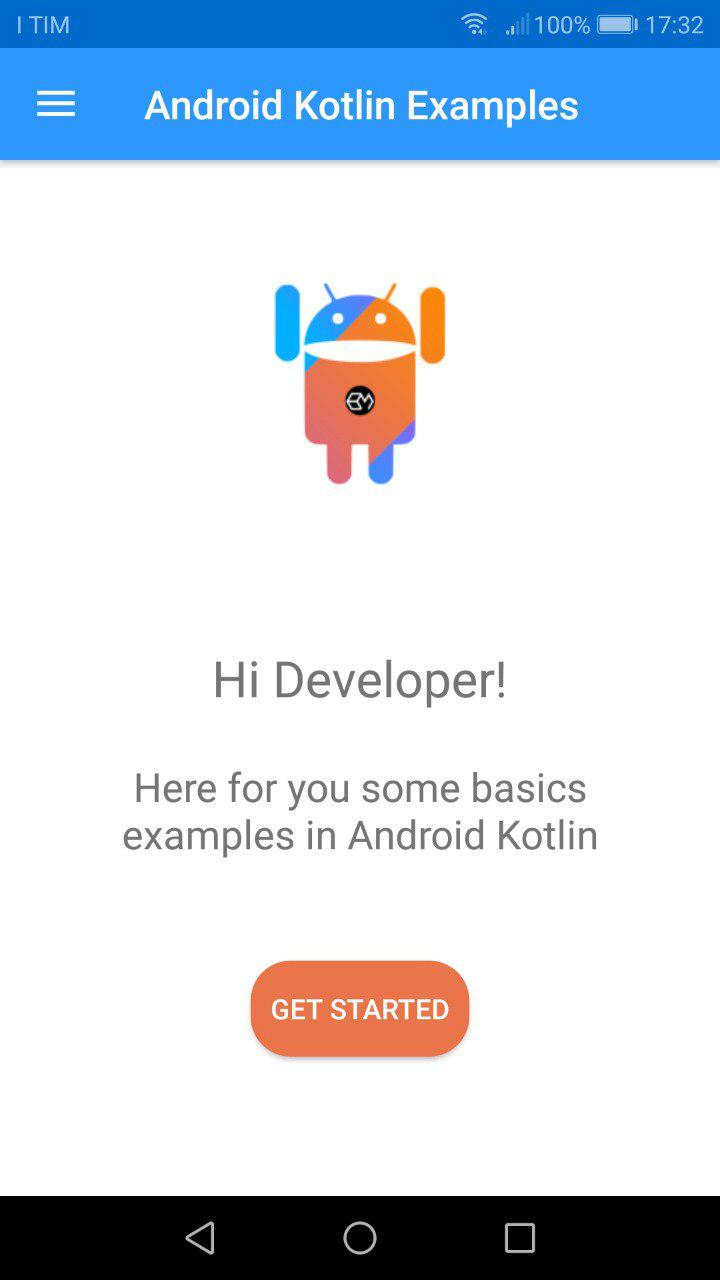 I TIM
100% 17:32
Android Kotlin Examples
Hi Developer!
Here for you some basics
examples in Android Kotlin
GET STARTED